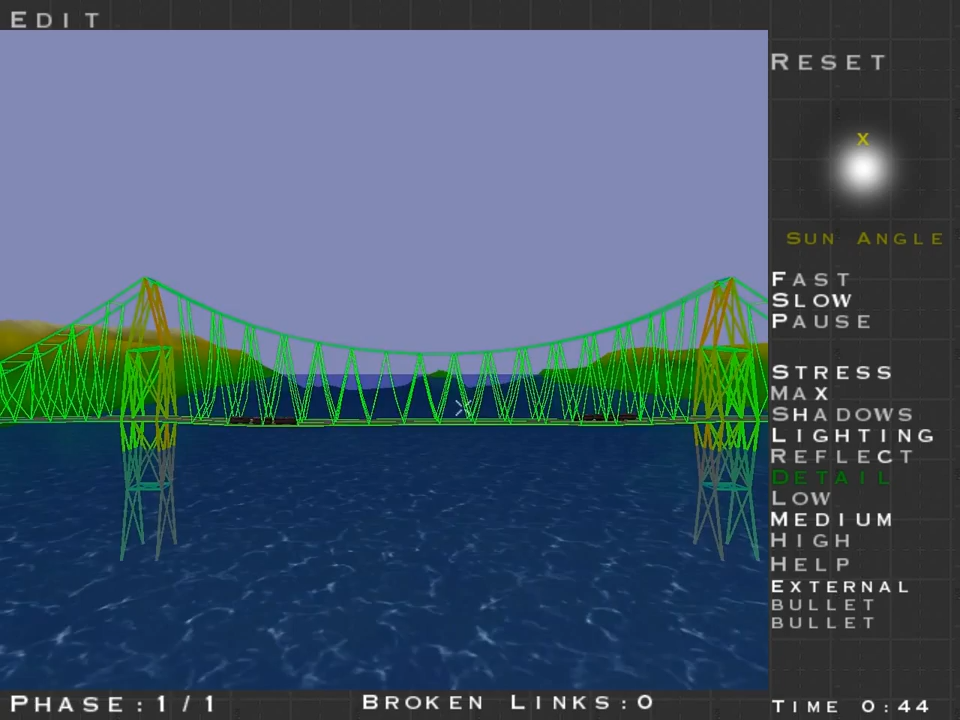 EDIT
RESET
X
SUN ANGLE
FAST
SLOW
PAUSE
STRESS
MAX
SHADOWS
LIGHTING
REFLECT
DETAIL
LOW
MEDIUM
HIGH
HELP
EXTERNAL
BULLET
BULLET
PHASE:1/1
BROKEN LINKS:0
TIME 0:44